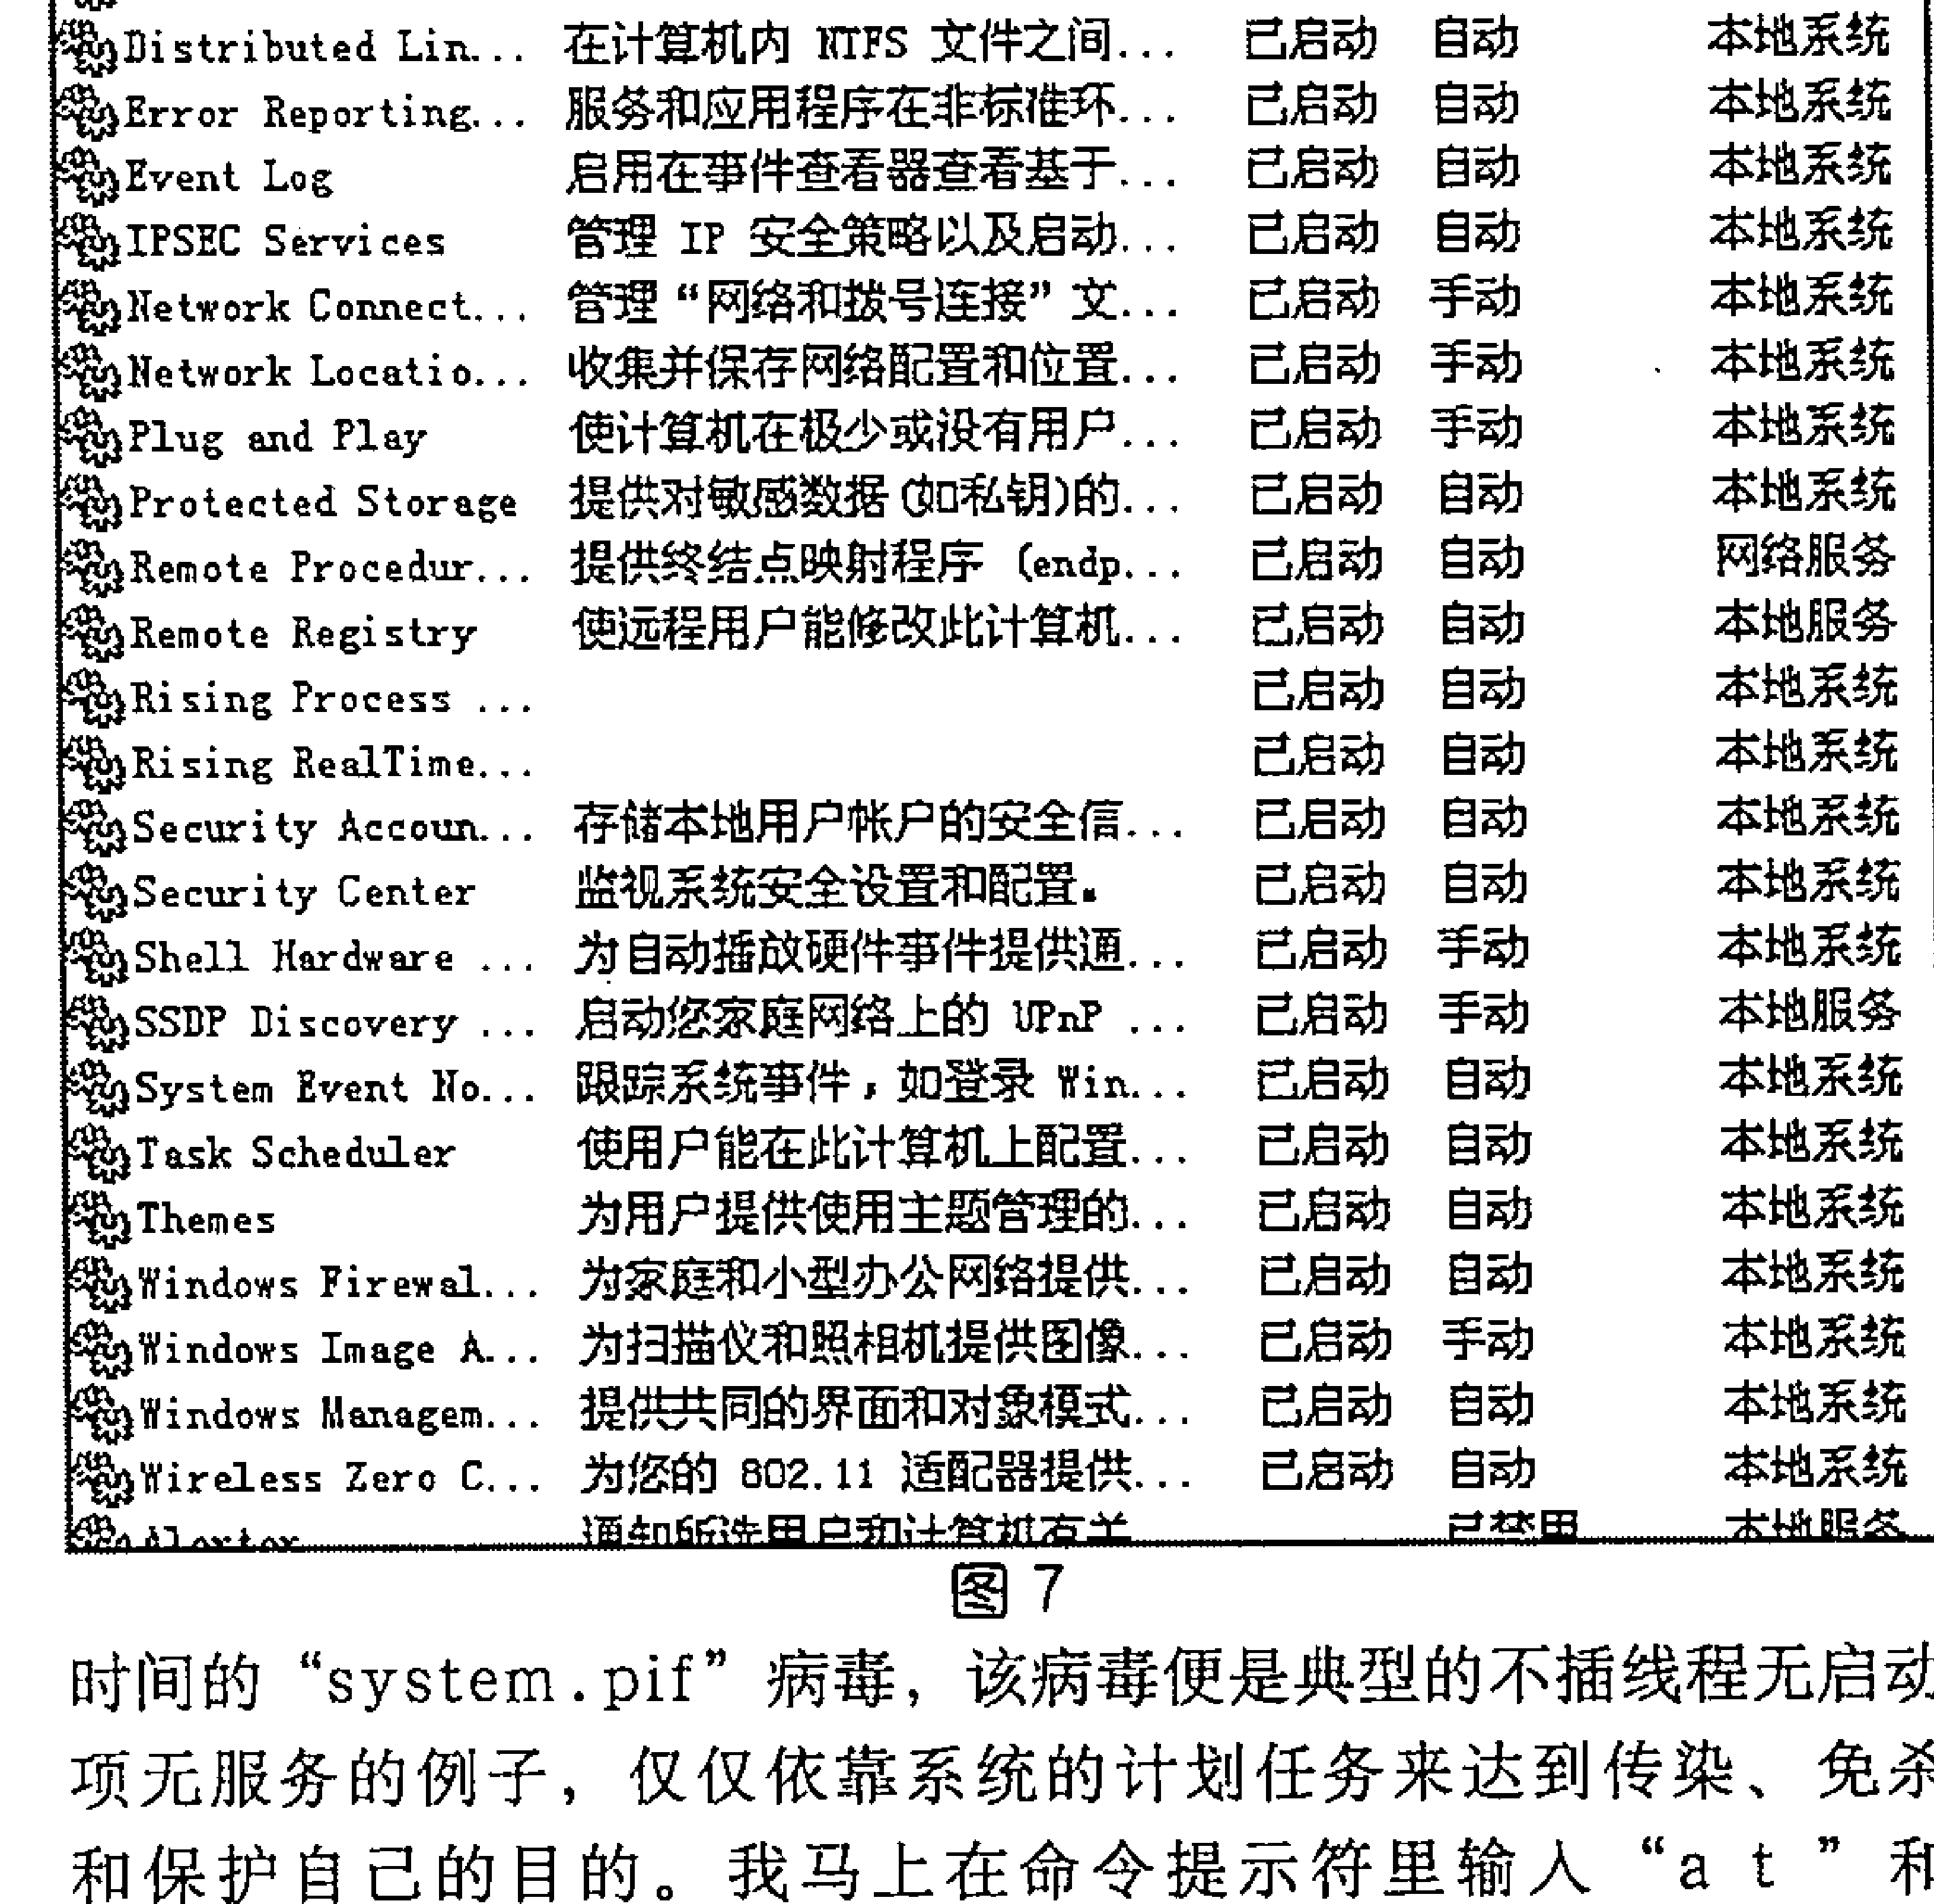 Distributed Lin... 在计算机内 NTFS 文件之间... 已启动 自动 本地系统
Error Reporting... 服务和应用程序在非标准环... 已启动 自动 本地系统
Event Log 启用在事件查看器查看基于... 已启动 自动 本地系统
IPSEC Services 管理 IP 安全策略以及启动... 已启动 自动 本地系统
Network Connect... 管理“网络和拨号连接”文... 已启动 手动 本地系统
Network Locatio... 收集并保存网络配置和位置... 已启动 手动 本地系统
Plug and Play 使计算机在极少或没有用户... 已启动 手动 本地系统
Protected Storage 提供对敏感数据(如私钥)的... 已启动 自动 本地系统
Remote Procedur... 提供终结点映射程序 (endp... 已启动 自动 网络服务
Remote Registry 使远程用户能修改此计算机... 已启动 自动 本地服务
Rising Process ... 已启动 自动 本地系统
Rising RealTime... 已启动 自动 本地系统
Security Accoun... 存储本地用户帐户的安全信... 已启动 自动 本地系统
Security Center 监视系统安全设置和配置。 已启动 自动 本地系统
Shell Hardware ... 为自动播放硬件事件提供通... 已启动 手动 本地系统
SSDP Discovery ... 启动您家庭网络上的 UPnP ... 已启动 手动 本地服务
System Event No... 跟踪系统事件，如登录 Win... 已启动 自动 本地系统
Task Scheduler 使用户能在此计算机上配置... 已启动 自动 本地系统
Themes 为用户提供使用主题管理的... 已启动 自动 本地系统
Windows Firewal... 为家庭和小型办公网络提供... 已启动 自动 本地系统
Windows Image A... 为扫描仪和照相机提供图像... 已启动 手动 本地系统
Windows Managem... 提供共同的界面和对象模式... 已启动 自动 本地系统
Wireless Zero C... 为您的 802.11 适配器提供... 已启动 自动 本地系统
Alerter 通知所选用户和计算机有关 已禁用 本地服务
图 7
时间的“system.pif”病毒，该病毒便是典型的不插线程无启动
项无服务的例子，仅仅依靠系统的计划任务来达到传染、免杀
和保护自己的目的。我马上在命令提示符里输入“at”和